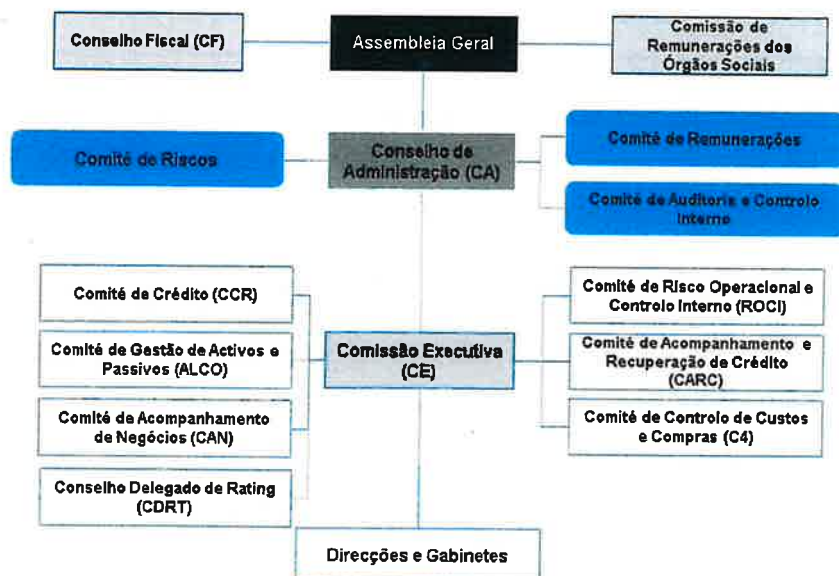 Conselho Fiscal (CF)
Assembleia Geral
Comissão de
Remunerações dos
Órgãos Sociais
Comité de Riscos
Conselho de
Administração (CA)
Comité de Remunerações
Comité de Auditoria e Controlo
Interno
Comité de Crédito (CCR)
Comité de Gestão de Activos e
Passivos (ALCO)
Comité de Acompanhamento
de Negócios (CAN)
Conselho Delegado de Rating
(CDRT)
Comissão Executiva
(CE)
Comité de Risco Operacional e
Controlo Interno (ROCI)
Comité de Acompanhamento e
Recuperação de Crédito
(CARC)
Comité de Controlo de Custos
e Compras (C4)
Direcções e Gabinetes